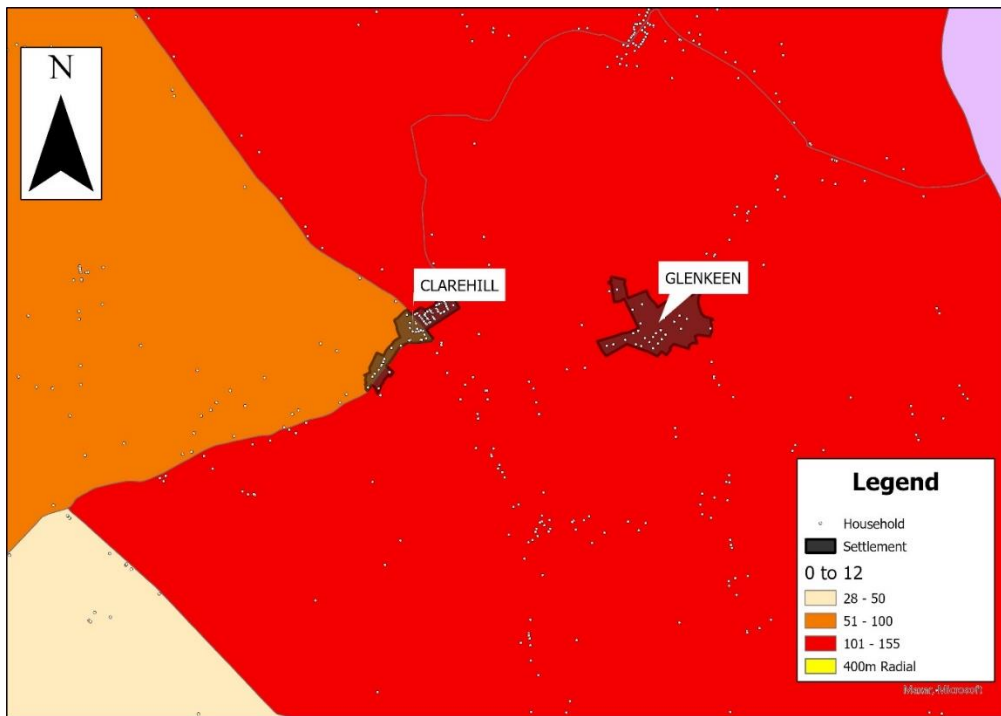 N
CLAREHILL
GLENKEEN
Legend
Household
Settlement
0 to 12
28 - 50
51 - 100
101 - 155
400m Radial
Maxar, Microsoft